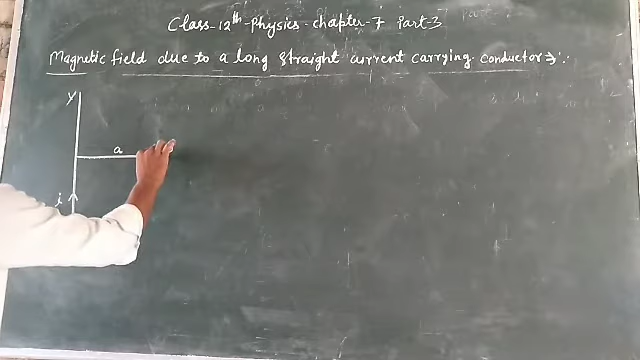 Class-12th-Physics-chapter-7 Part-3
Magnetic field due to a long straight current carrying conductor⇒:
y
a
i